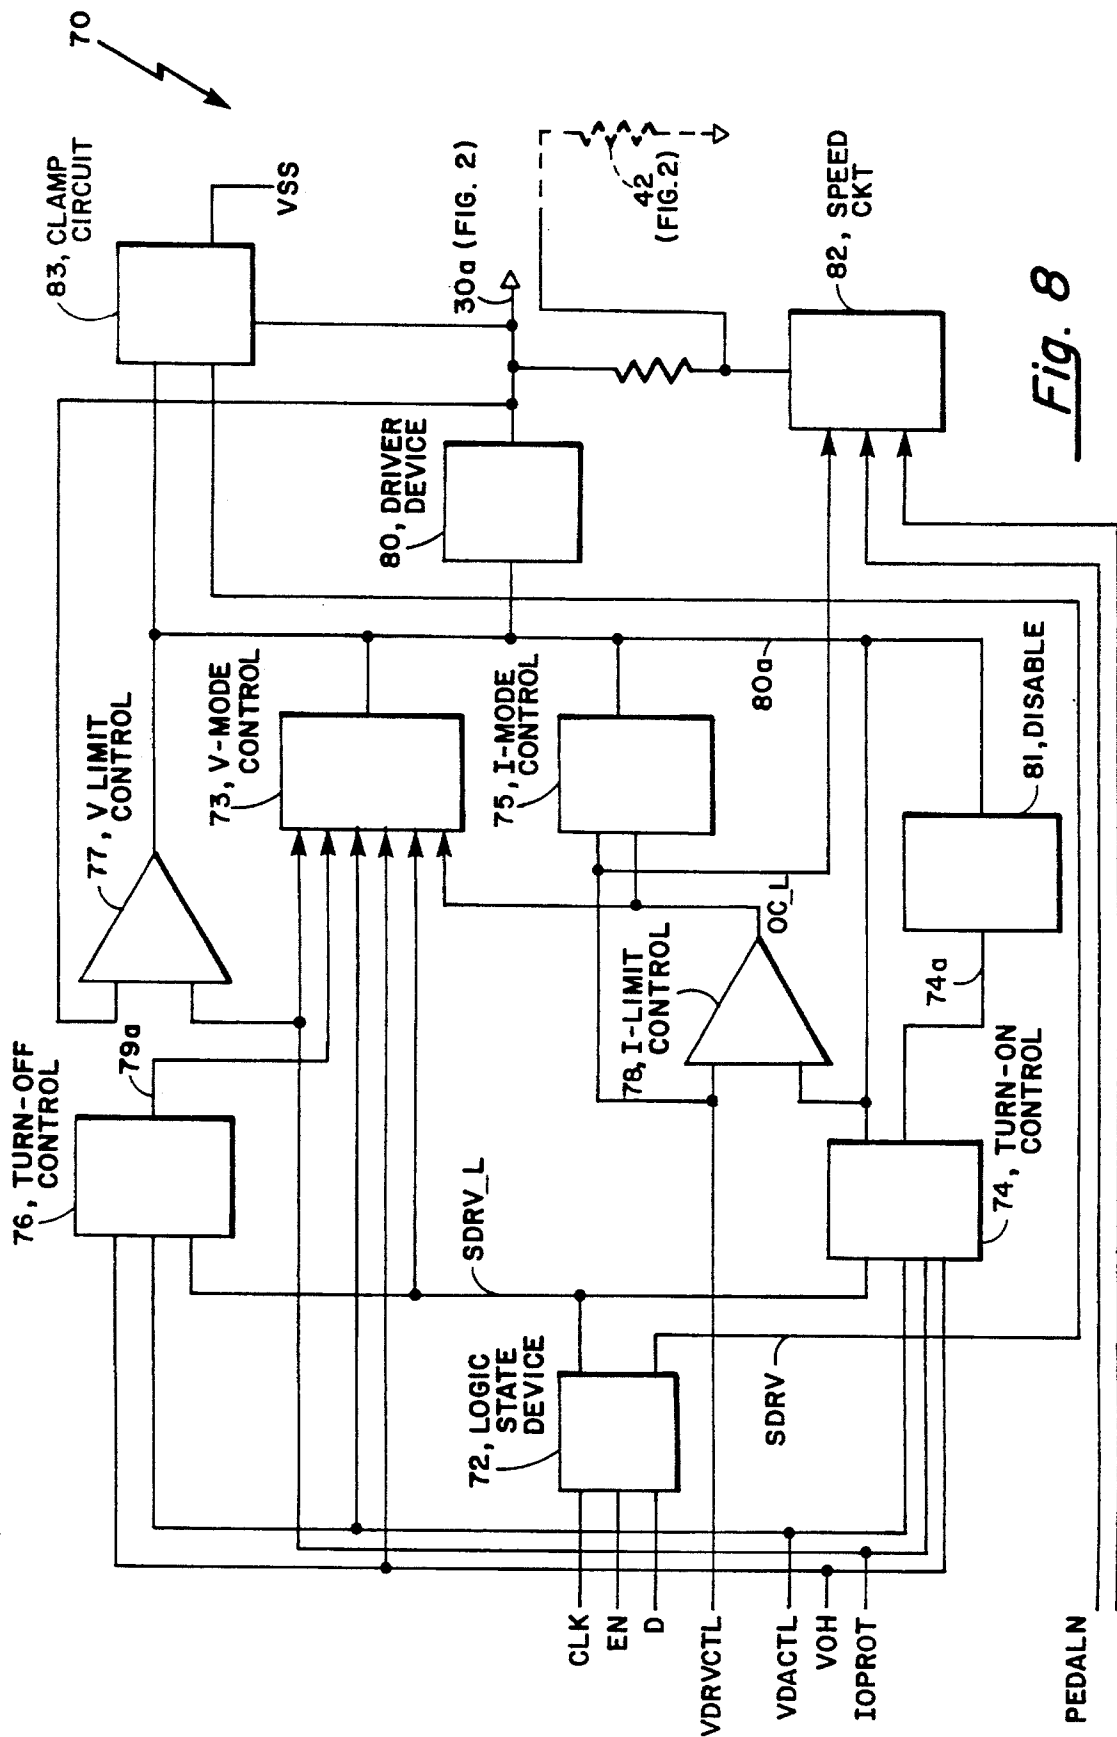 70
83, CLAMP
CIRCUIT
VSS
30a (FIG. 2)
42
(FIG. 2)
82, SPEED
CKT
80, DRIVER
DEVICE
77, V LIMIT
CONTROL
73, V-MODE
CONTROL
75, I-MODE
CONTROL
80a
81, DISABLE
76, TURN-OFF
CONTROL
79a
78, I-LIMIT
CONTROL
OC_L
74a
74, TURN-ON
CONTROL
SDRV_L
72, LOGIC
STATE
DEVICE
SDRV
CLK
EN
D
VDRVCTL
VDACTL
VOH
IOPROT
PEDALN
Fig. 8